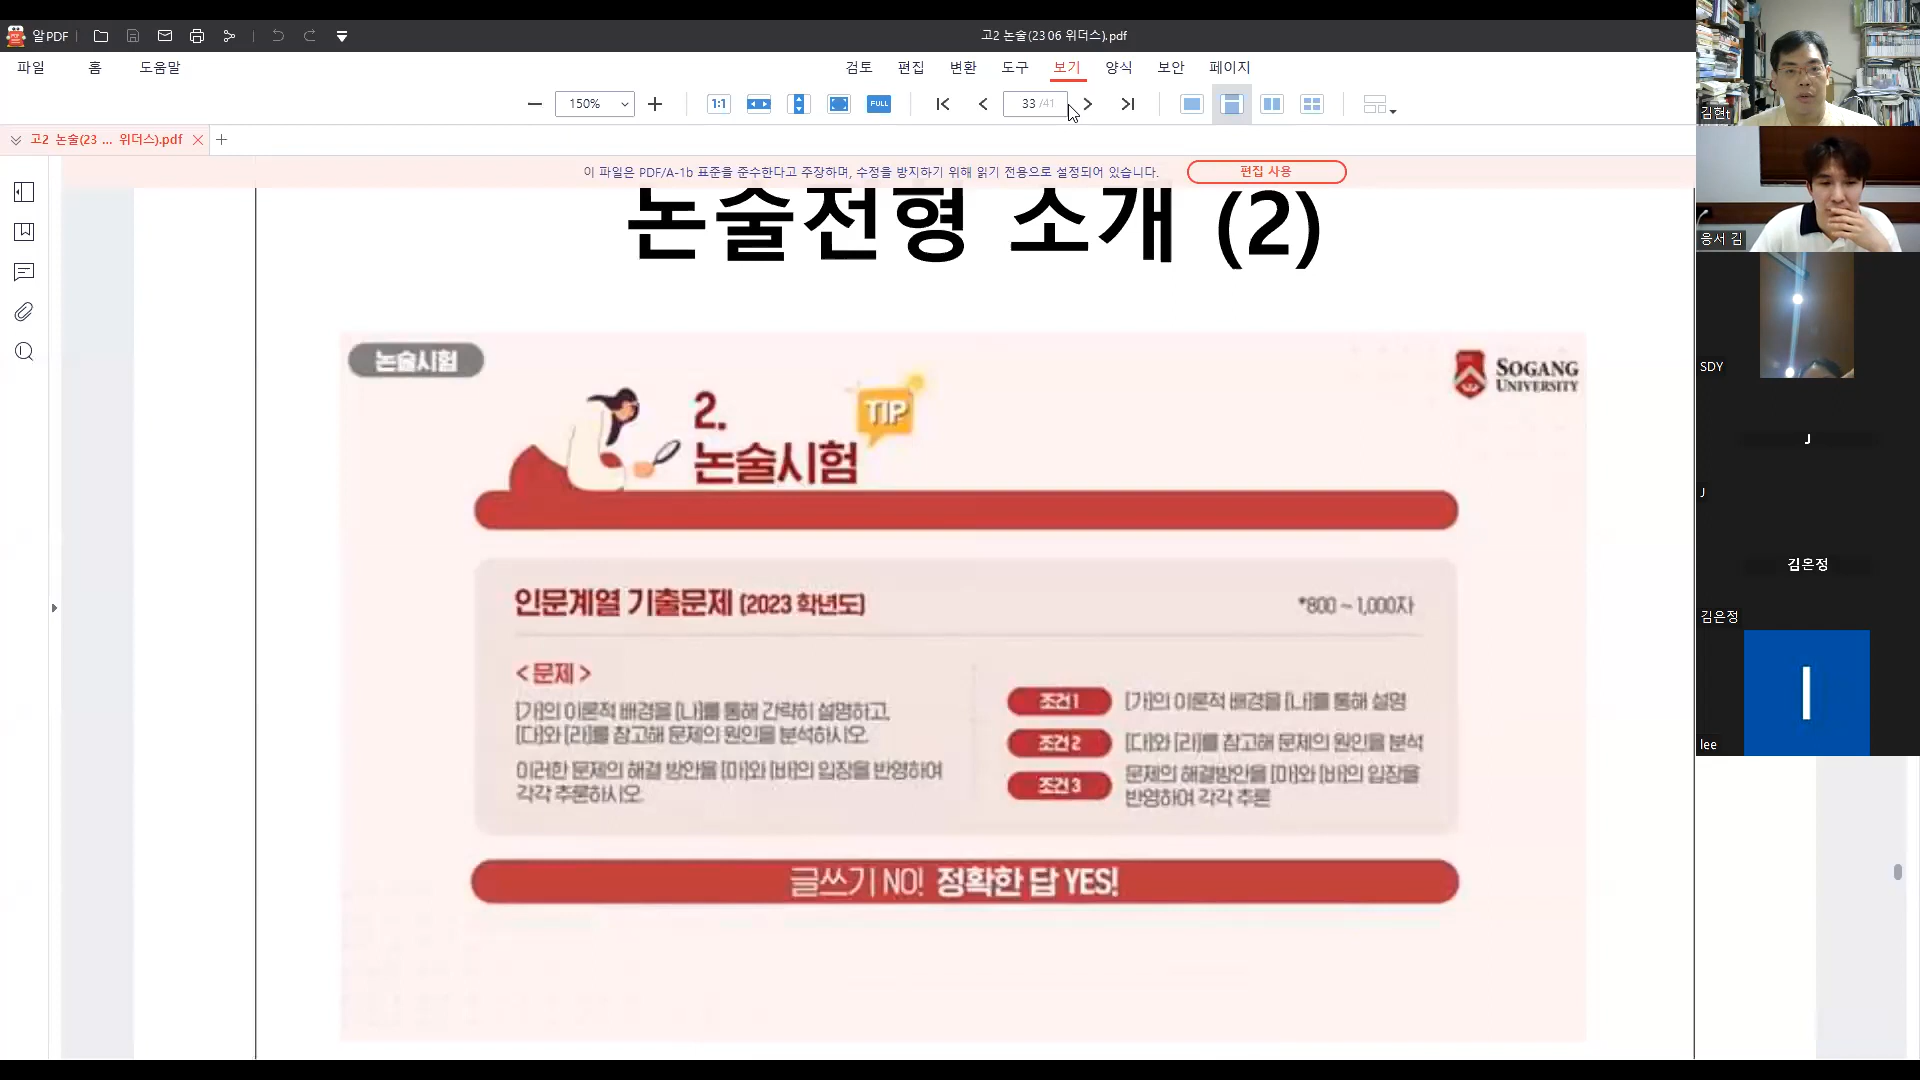 알PDF
고2 논술(2306 위더스).pdf
파일 홈 도움말 검토 편집 변환 도구 보기 양식 보안 페이지
150% 1:1 FULL 33 /41
고2 논술(23 ... 위더스).pdf
이 파일은 PDF/A-1b 표준을 준수한다고 주장하며, 수정을 방지하기 위해 읽기 전용으로 설정되어 있습니다. 편집 사용
논술전형 소개 (2)
논술시험
SOGANG
UNIVERSITY
2.
TIP
논술시험
인문계열 기출문제 (2023 학년도)
*800 ~ 1,000자
<문제>
[가]의 이론적 배경을 [나]를 통해 간략히 설명하고,
[다]와 [라]를 참고해 문제의 원인을 분석하시오.
이러한 문제의 해결 방안을 [마]와 [바]의 입장을 반영하여
각각 추론하시오.
조건1 [가]의 이론적 배경을 [나]를 통해 설명
조건2 [다]와 [라]를 참고해 문제의 원인을 분석
조건3 문제의 해결방안을 [마]와 [바]의 입장을
반영하여 각각 추론
글쓰기 NO! 정확한 답 YES!
김현t
웅서 김
SDY
J
J
김은정
김은정
l
lee